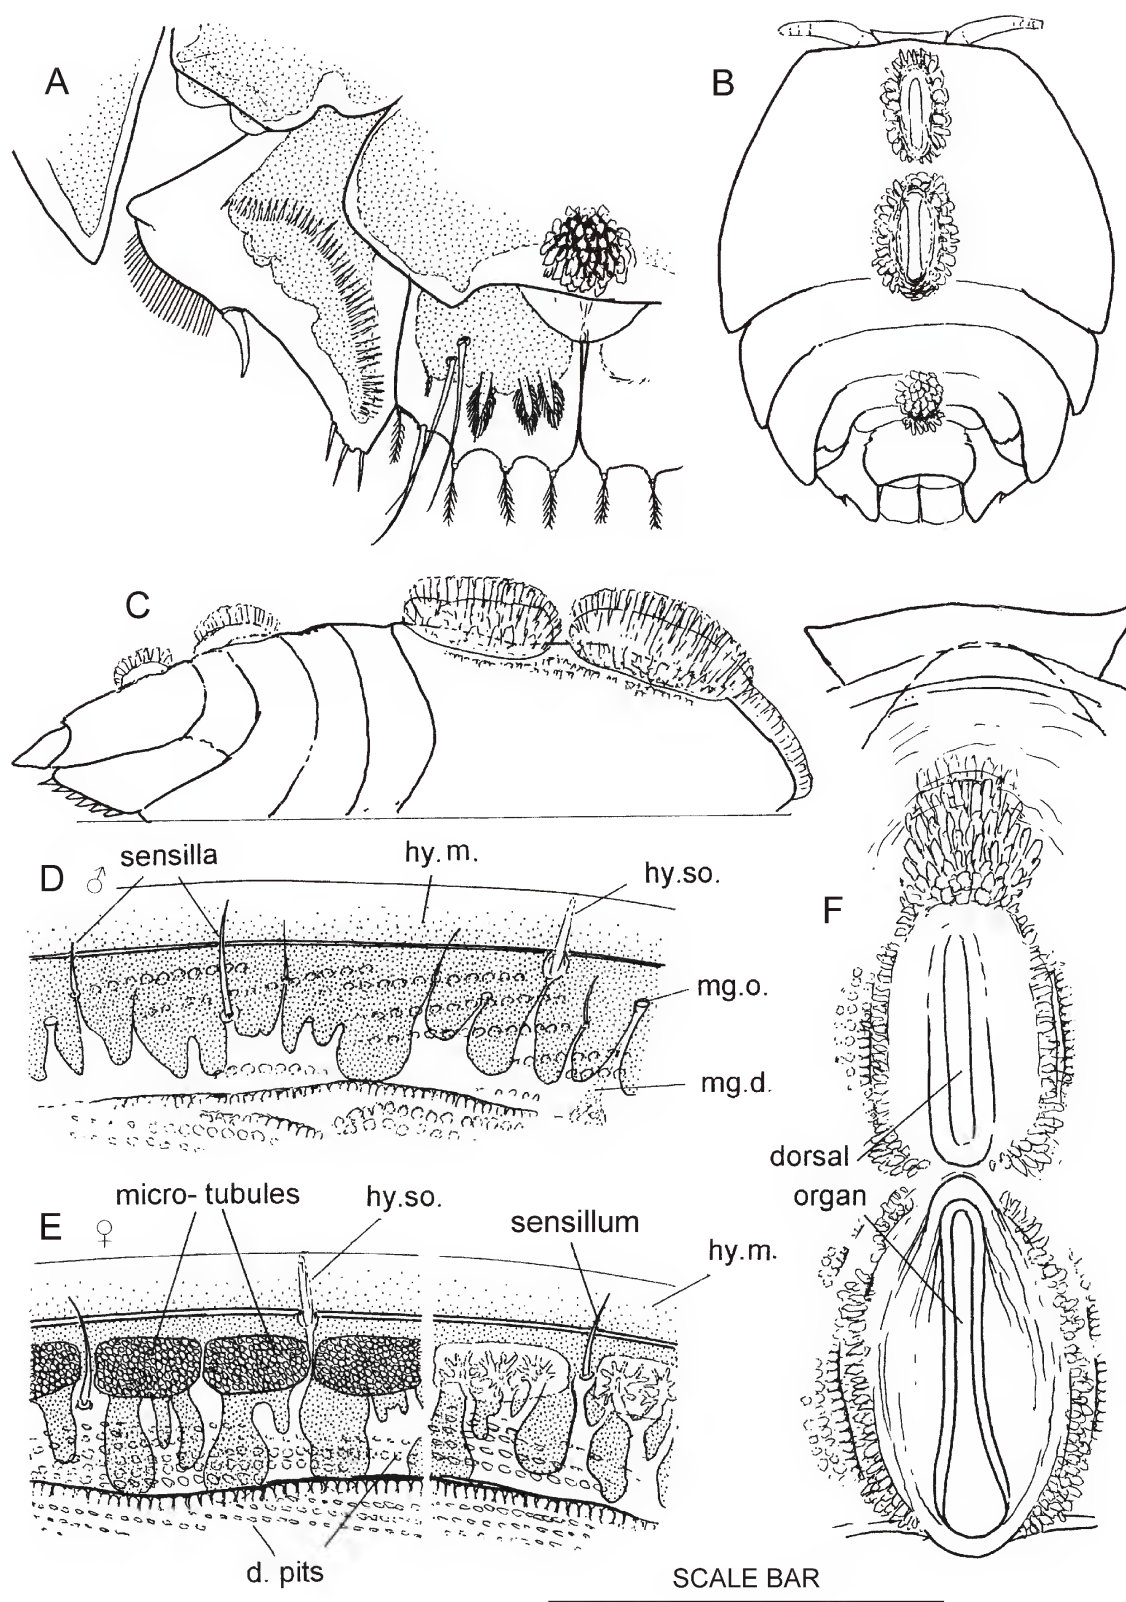 A
B
C
D ♂
sensilla
hy. m.
hy.so.
mg.o.
mg.d.
E ♀
micro- tubules
hy.so.
sensillum
hy.m.
d. pits
F
dorsal
organ
SCALE BAR